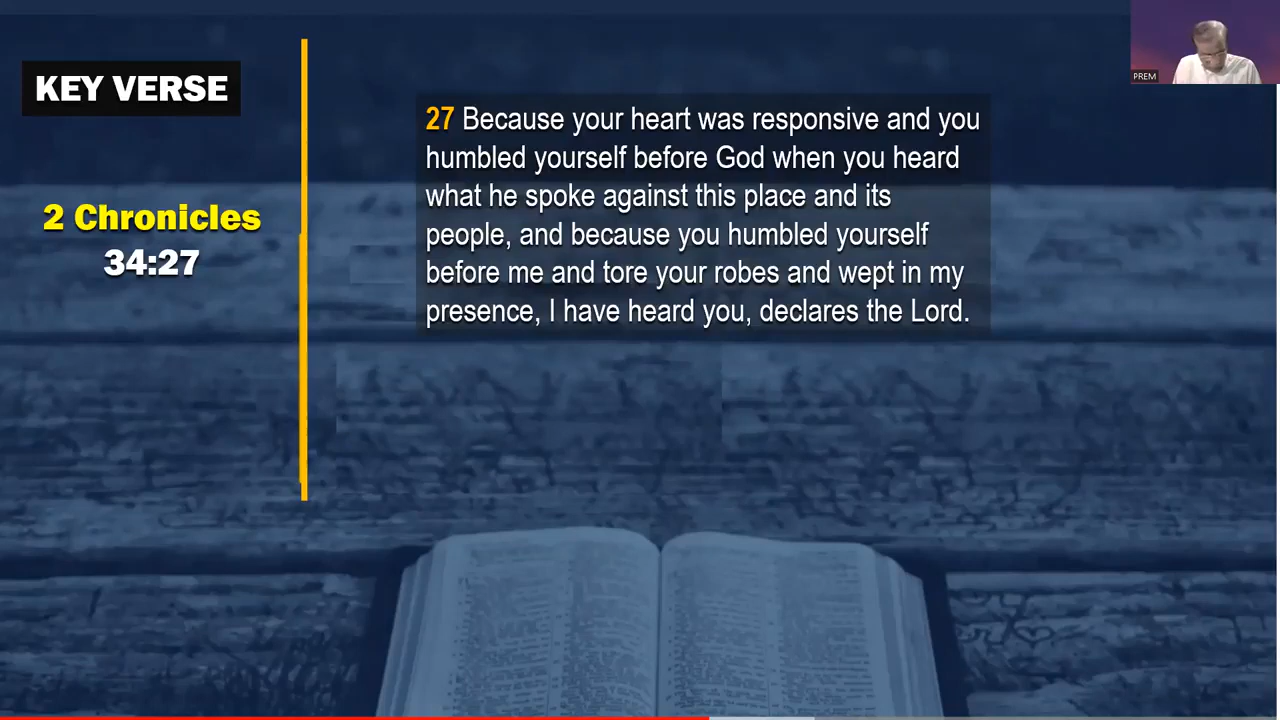 KEY VERSE
2 Chronicles
34:27
27 Because your heart was responsive and you
humbled yourself before God when you heard
what he spoke against this place and its
people, and because you humbled yourself
before me and tore your robes and wept in my
presence, I have heard you, declares the Lord.
PREM